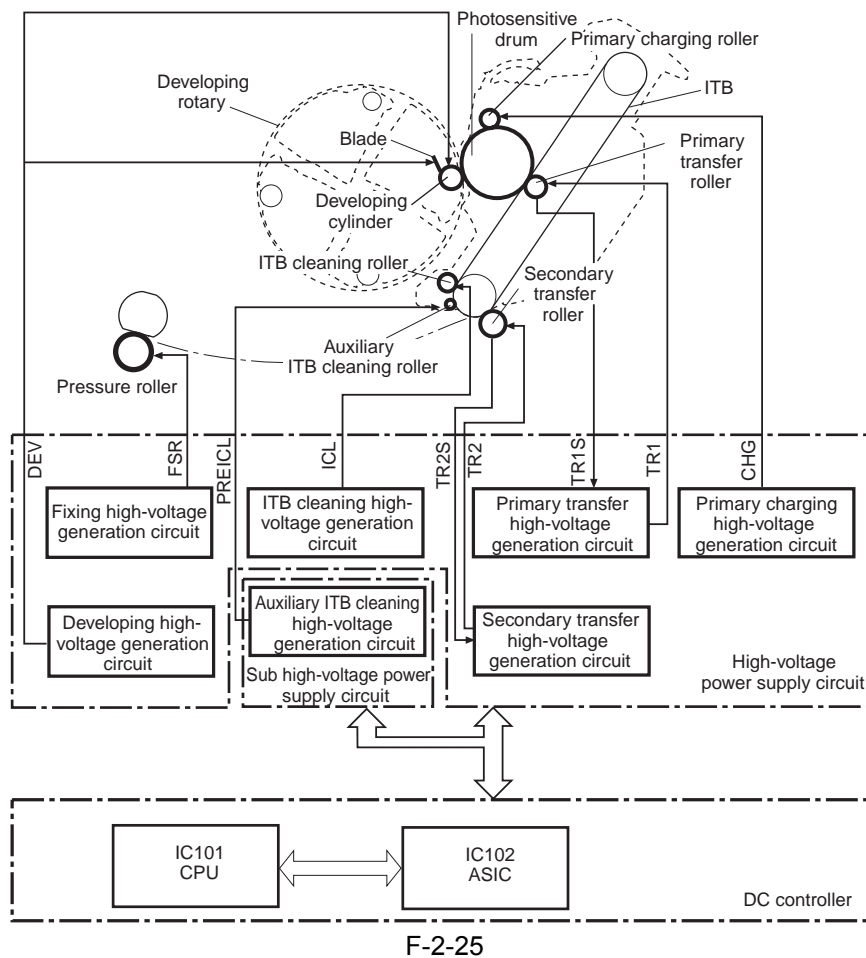 Photosensitive
drum
Primary charging roller
Developing
rotary
ITB
Blade
Primary
transfer
roller
Developing
cylinder
ITB cleaning roller
Secondary
transfer
roller
Auxiliary
ITB cleaning roller
Pressure roller
DEV
FSR
PREICL
ICL
TR2S
TR2
TR1S
TR1
CHG
Fixing high-voltage
generation circuit
ITB cleaning high-
voltage generation
circuit
Primary transfer
high-voltage
generation circuit
Primary charging
high-voltage
generation circuit
Developing high-
voltage generation
circuit
Auxiliary ITB cleaning
high-voltage
generation circuit
Secondary transfer
high-voltage
generation circuit
Sub high-voltage power
supply circuit
High-voltage
power supply circuit
IC101
CPU
IC102
ASIC
DC controller
F-2-25